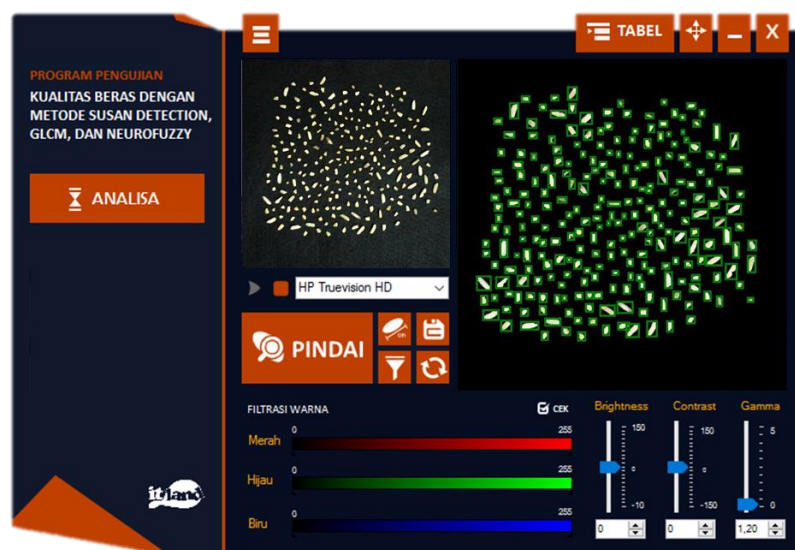 TABEL
X
PROGRAM PENGUJIAN
KUALITAS BERAS DENGAN
METODE SUSAN DETECTION,
GLCM, DAN NEUROFUZZY
ANALISA
HP Truevision HD
PINDAI
FILTRASI WARNA
CEK
Merah
0
255
Hijau
0
255
Biru
0
255
Brightness
150
0
-10
0
Contrast
150
0
-150
0
Gamma
5
0
1,20